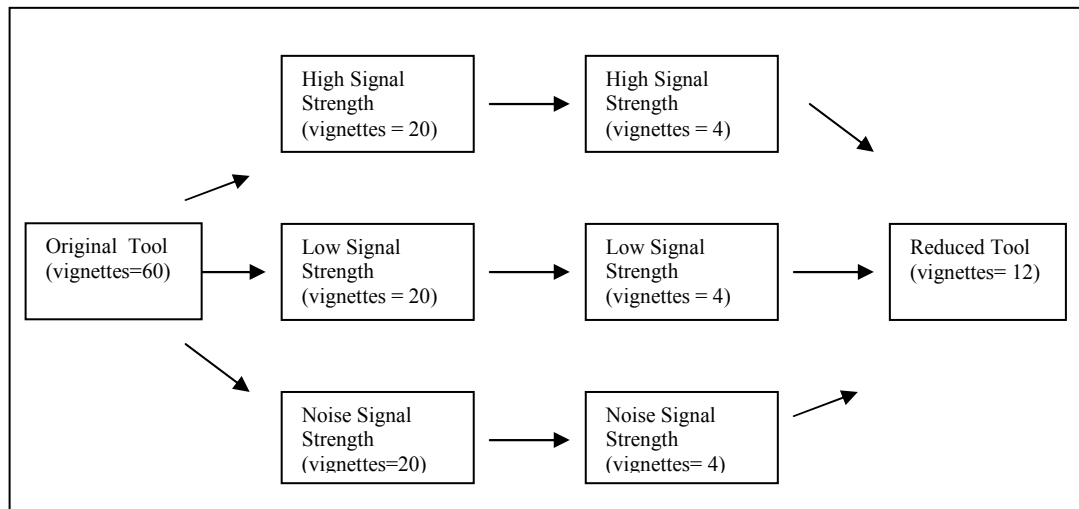 High Signal
Strength
(vignettes = 20)
High Signal
Strength
(vignettes = 4)
Original Tool
(vignettes=60)
Low Signal
Strength
(vignettes = 20)
Low Signal
Strength
(vignettes = 4)
Reduced Tool
(vignettes= 12)
Noise Signal
Strength
(vignettes=20)
Noise Signal
Strength
(vignettes= 4)